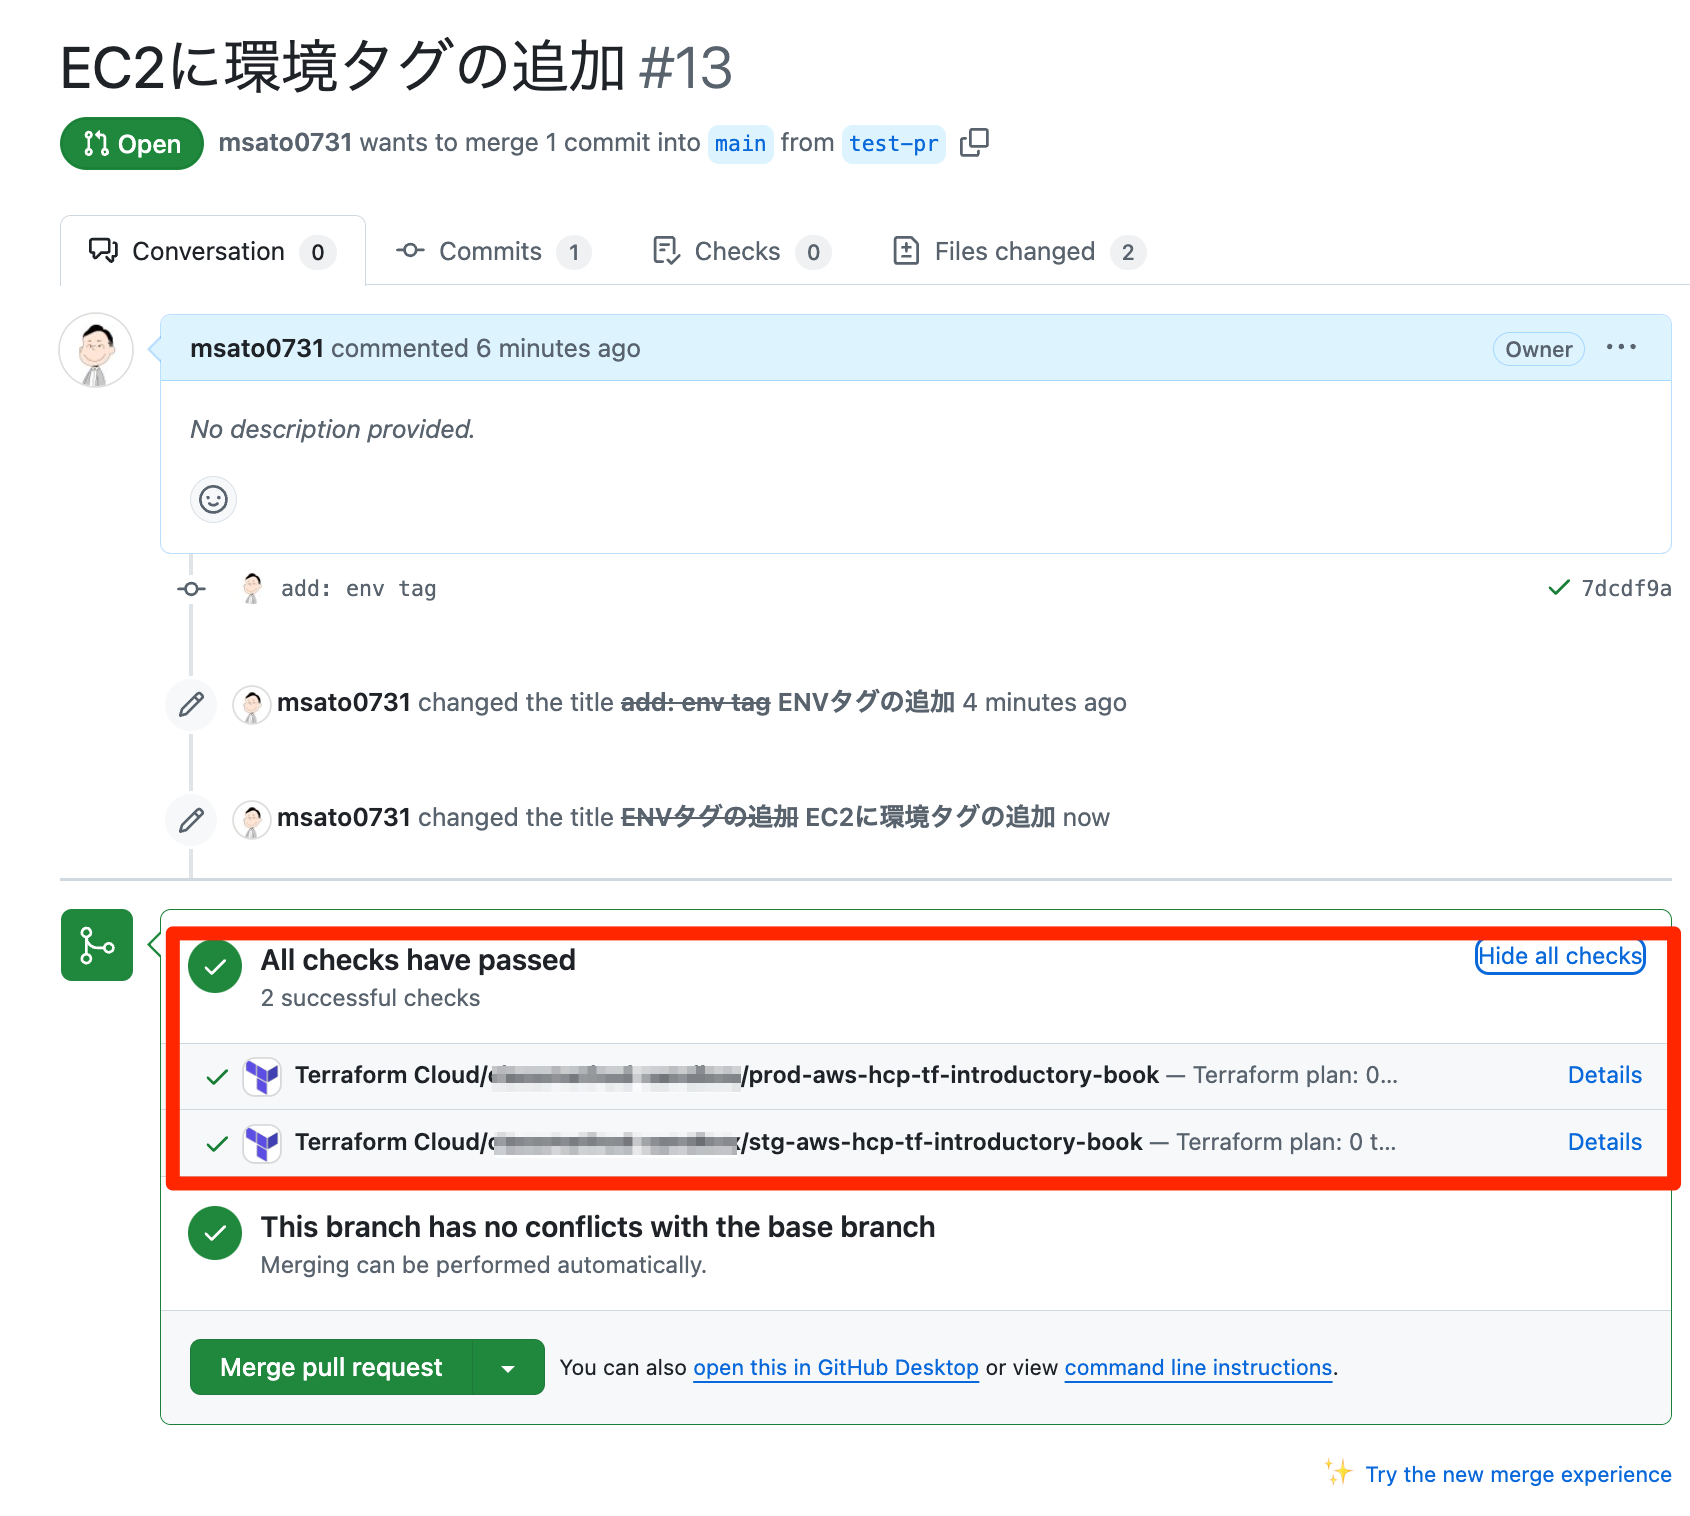 EC2に環境タグの追加 #13
Open msato0731 wants to merge 1 commit into main from test-pr
Conversation 0 Commits 1 Checks 0 Files changed 2
msato0731 commented 6 minutes ago Owner ...
No description provided.
add: env tag 7dcdf9a
msato0731 changed the title add: env tag ENVタグの追加 4 minutes ago
msato0731 changed the title ENVタグの追加 EC2に環境タグの追加 now
All checks have passed Hide all checks
2 successful checks
Terraform Cloud/ /prod-aws-hcp-tf-introductory-book — Terraform plan: 0... Details
Terraform Cloud/ /stg-aws-hcp-tf-introductory-book — Terraform plan: 0 t... Details
This branch has no conflicts with the base branch
Merging can be performed automatically.
Merge pull request You can also open this in GitHub Desktop or view command line instructions.
Try the new merge experience